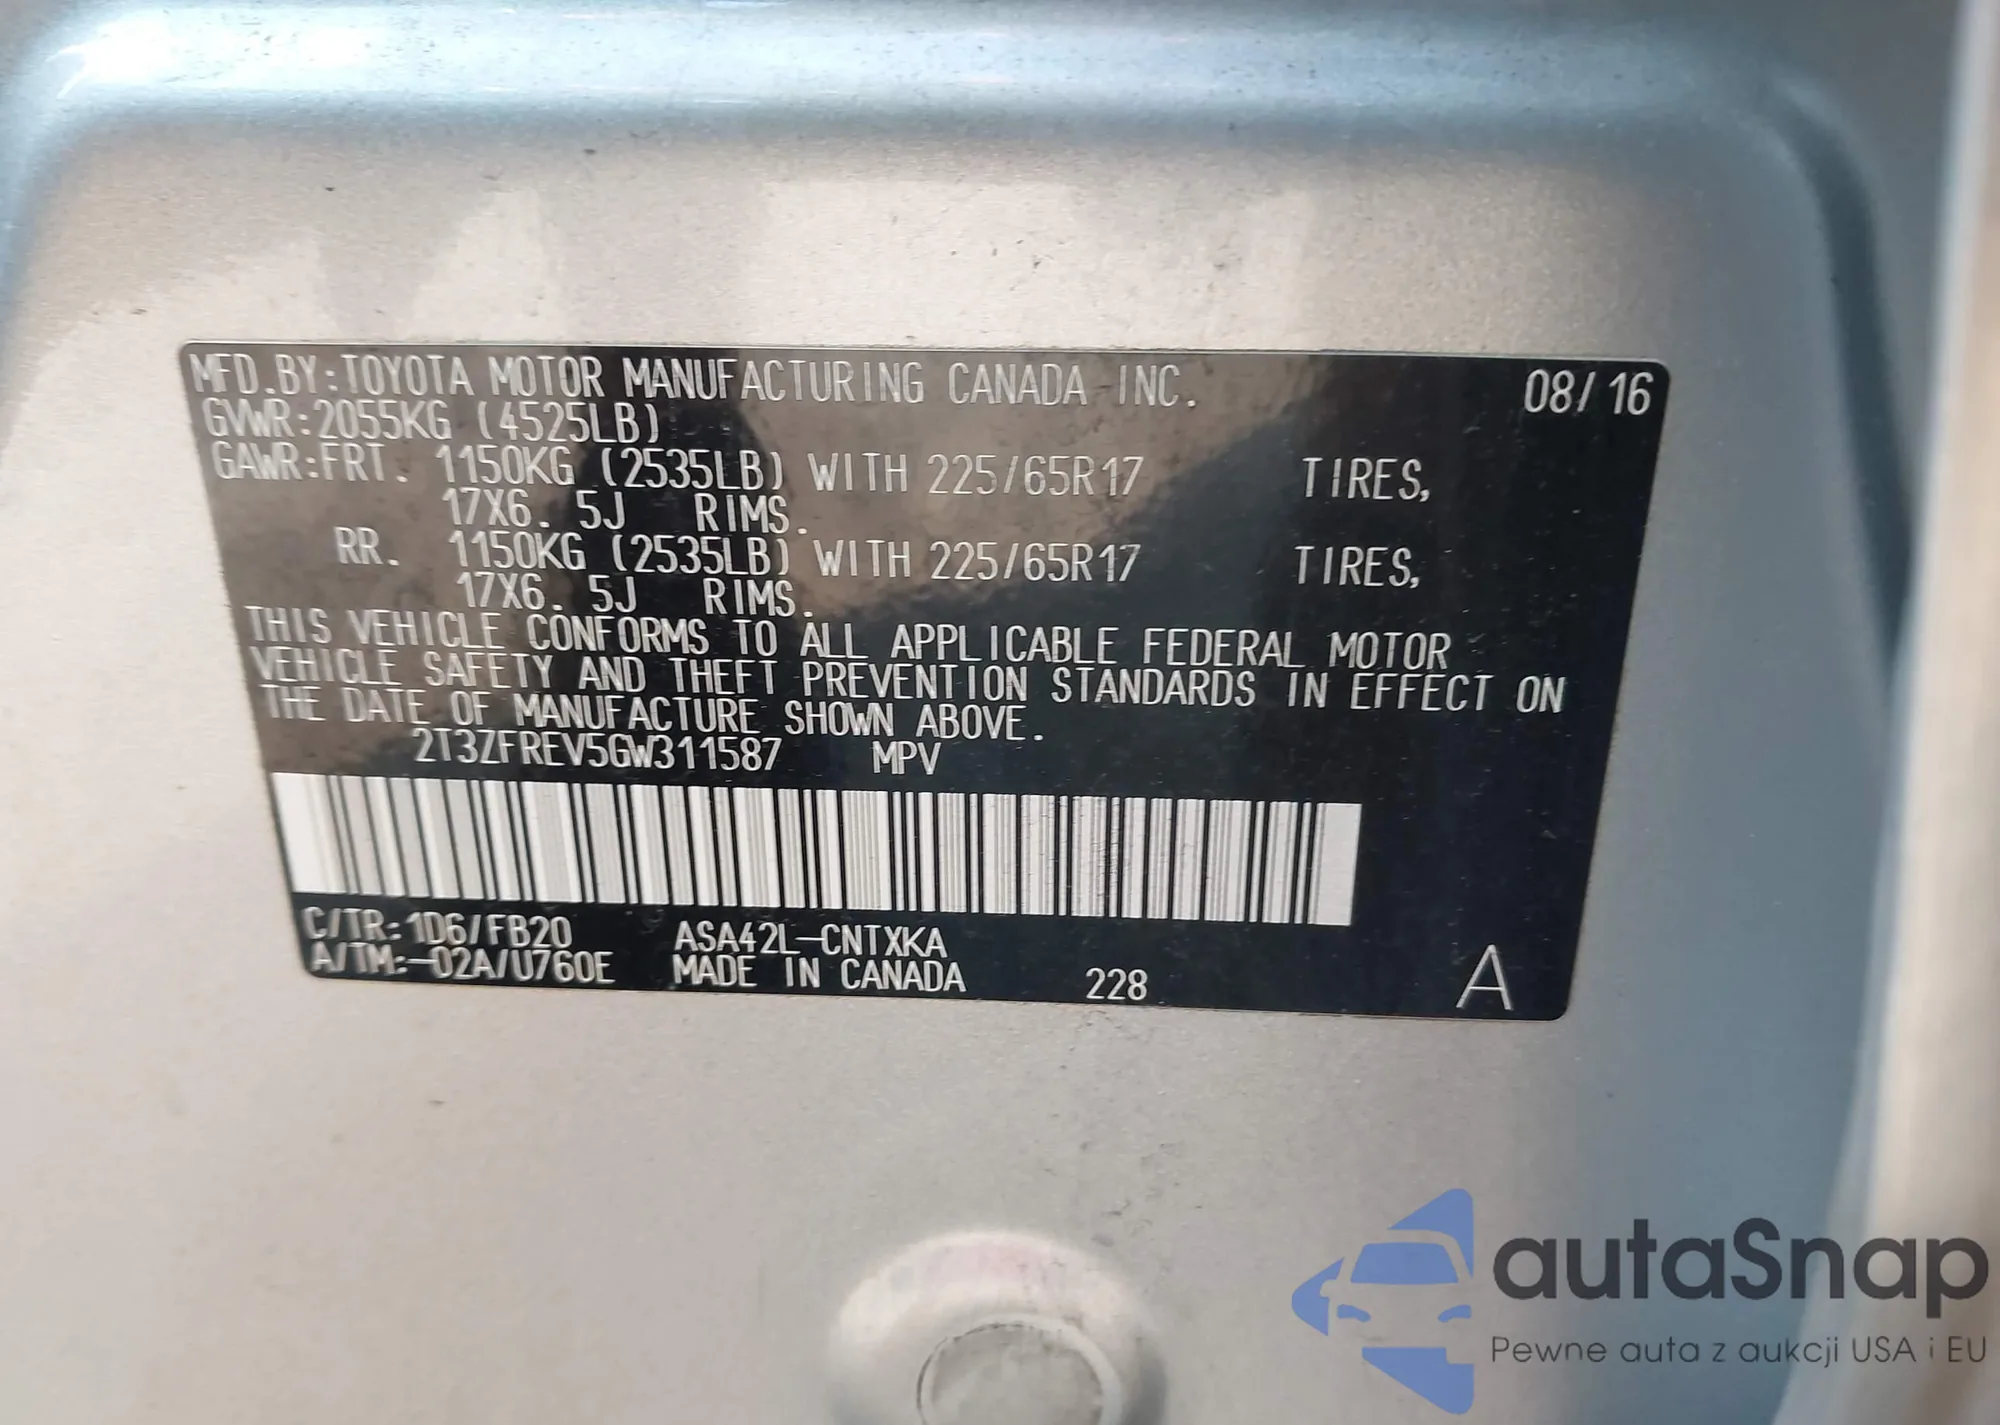 MFD.BY:TOYOTA MOTOR MANUFACTURING CANADA INC. 08/16
GVWR:2055KG (4525LB)
GAWR:FRT. 1150KG (2535LB) WITH 225/65R17 TIRES,
17X6.5J RIMS.
RR. 1150KG (2535LB) WITH 225/65R17 TIRES,
17X6.5J RIMS.
THIS VEHICLE CONFORMS TO ALL APPLICABLE FEDERAL MOTOR
VEHICLE SAFETY AND THEFT PREVENTION STANDARDS IN EFFECT ON
THE DATE OF MANUFACTURE SHOWN ABOVE.
2T3ZFREV5GW311587 MPV
C/TR:1D6/FB20 ASA42L-CNTXKA
A/TM:-02A/U760E MADE IN CANADA 228 A
autaSnap
Pewne auta z aukcji USA i EU